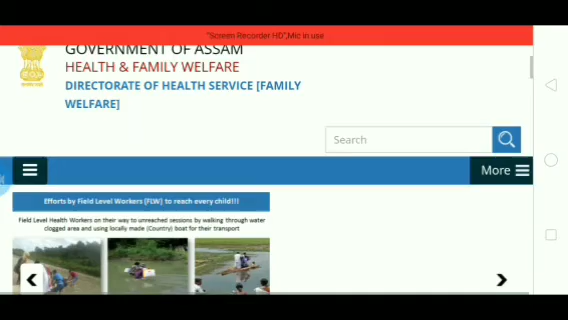 "Screen Recorder HD",Mic in use
GOVERNMENT OF ASSAM
HEALTH & FAMILY WELFARE
DIRECTORATE OF HEALTH SERVICE [FAMILY
WELFARE]
Search
More
Efforts by Field Level Workers [FLW] to reach every child!!!
Field Level Health Workers on their way to unreached sessions by walking through water
clogged area and using locally made (Country) boat for their transport